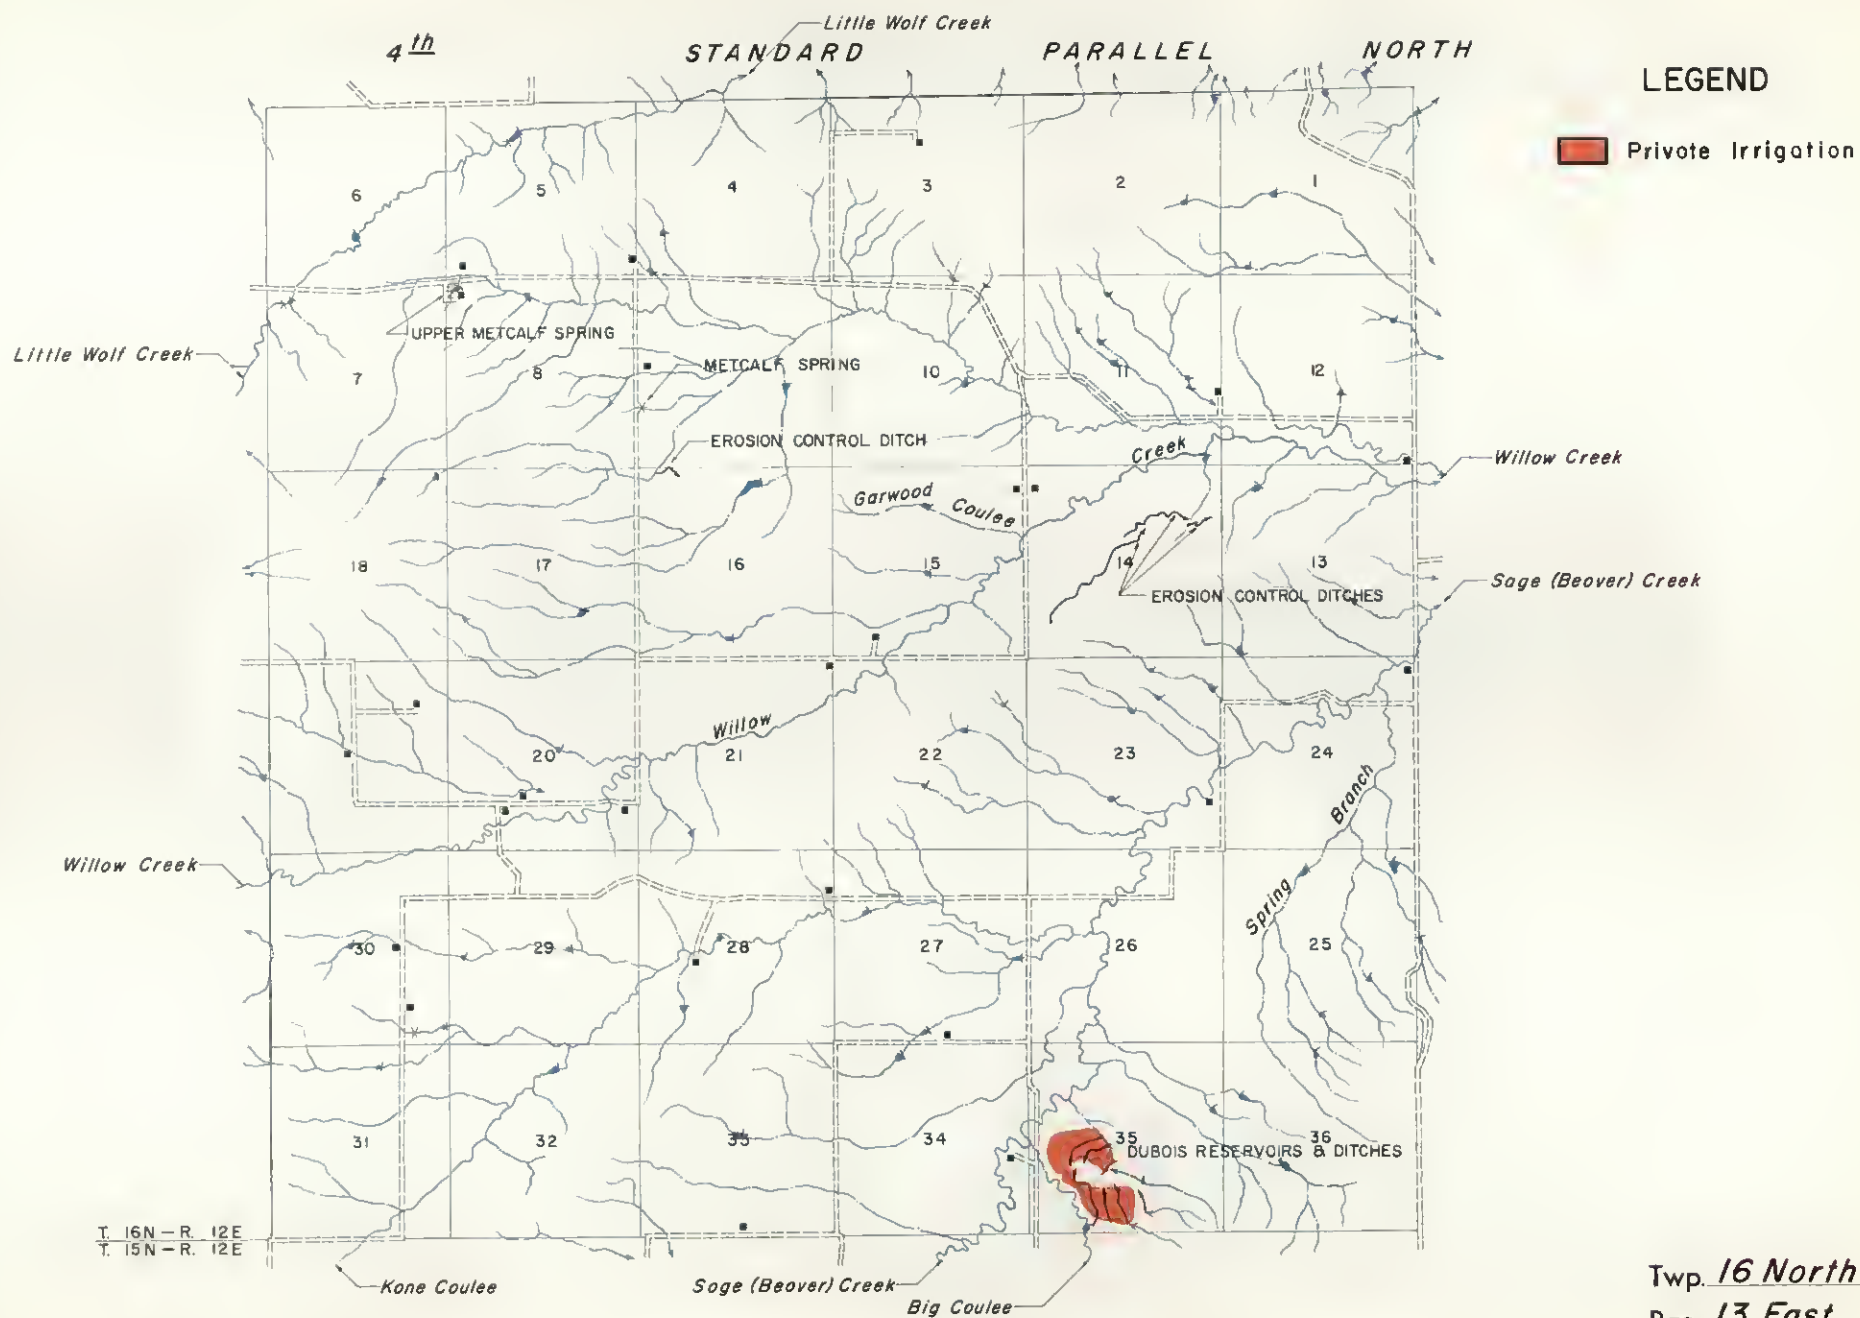 Little Wolf Creek
4th STANDARD PARALLEL NORTH
LEGEND
Private Irrigation
6 5 4 3 2 1
UPPER METCALF SPRING
Little Wolf Creek
METCALF SPRING
7 8 10 11 12
EROSION CONTROL DITCH
Creek
Willow Creek
Garwood Coulee
18 17 16 15 14 13
Sage (Beaver) Creek
EROSION CONTROL DITCHES
Willow
20 21 22 23 24
Branch
Willow Creek
Spring
30 29 28 27 26 25
31 32 33 34 35 36
DUBOIS RESERVOIRS & DITCHES
T. 16N – R. 12E
T. 15N – R. 12E
Kone Coulee
Sage (Beaver) Creek
Big Coulee
Twp. 16 North
13 East